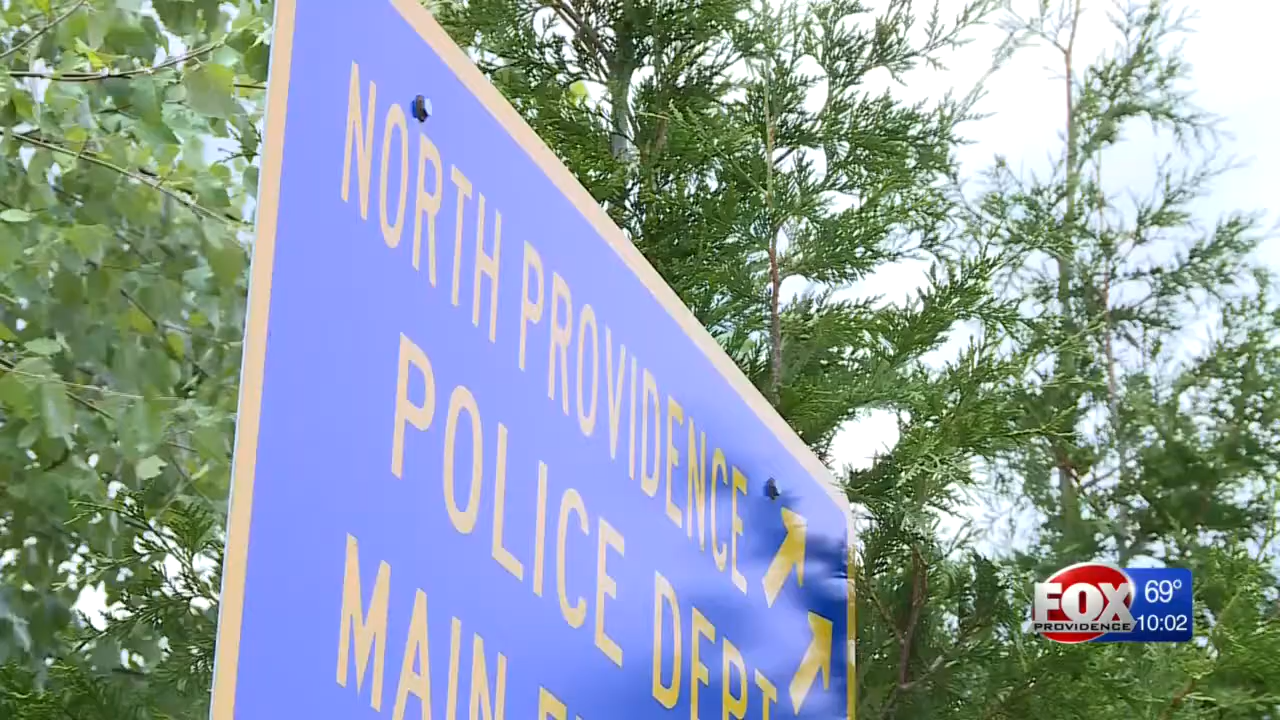 NORTH PROVIDENCE
POLICE DEPT
MAIN
FOX
PROVIDENCE
69°
10:02